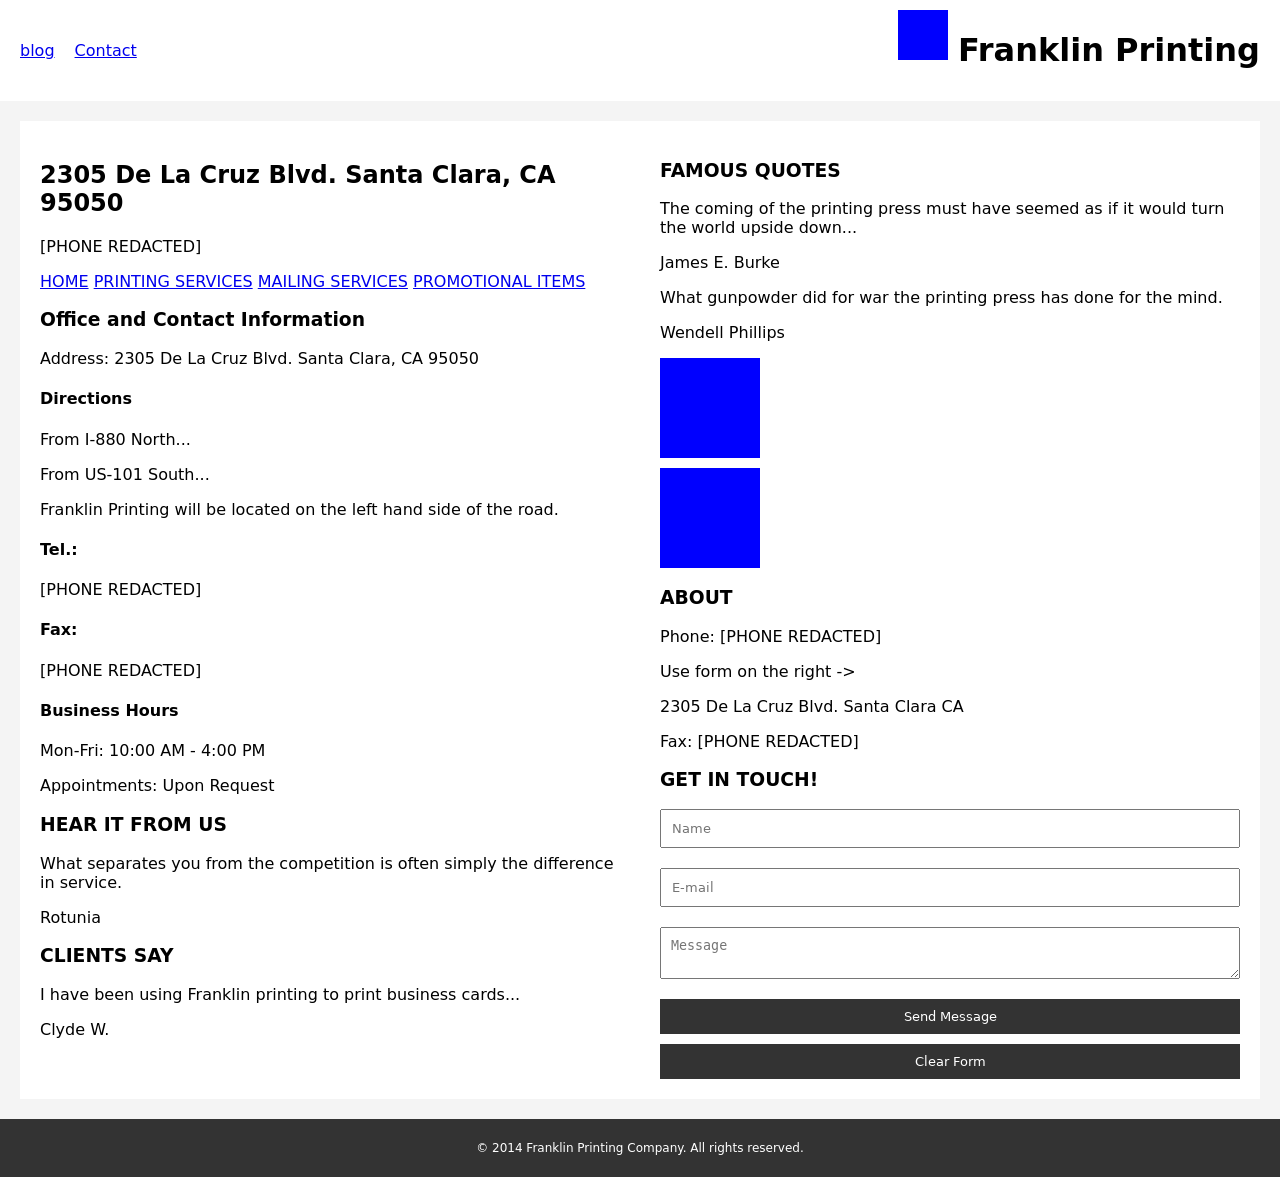 blog Contact
Franklin Printing
2305 De La Cruz Blvd. Santa Clara, CA
95050
[PHONE REDACTED]
HOME PRINTING SERVICES MAILING SERVICES PROMOTIONAL ITEMS
Office and Contact Information
Address: 2305 De La Cruz Blvd. Santa Clara, CA 95050
Directions
From I-880 North...
From US-101 South...
Franklin Printing will be located on the left hand side of the road.
Tel.:
[PHONE REDACTED]
Fax:
[PHONE REDACTED]
Business Hours
Mon-Fri: 10:00 AM - 4:00 PM
Appointments: Upon Request
HEAR IT FROM US
What separates you from the competition is often simply the difference
in service.
Rotunia
CLIENTS SAY
I have been using Franklin printing to print business cards...
Clyde W.
FAMOUS QUOTES
The coming of the printing press must have seemed as if it would turn
the world upside down...
James E. Burke
What gunpowder did for war the printing press has done for the mind.
Wendell Phillips
ABOUT
Phone: [PHONE REDACTED]
Use form on the right ->
2305 De La Cruz Blvd. Santa Clara CA
Fax: [PHONE REDACTED]
GET IN TOUCH!
Name
E-mail
Message
Send Message
Clear Form
© 2014 Franklin Printing Company. All rights reserved.